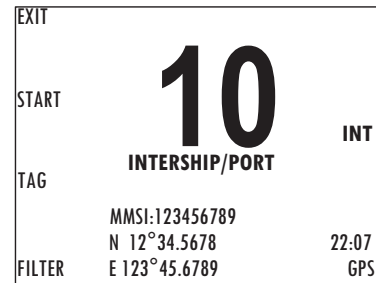 EXIT
10
START
INT
INTERSHIP/PORT
TAG
MMSI:123456789
N 12°34.5678 22:07
FILTER E 123°45.6789 GPS